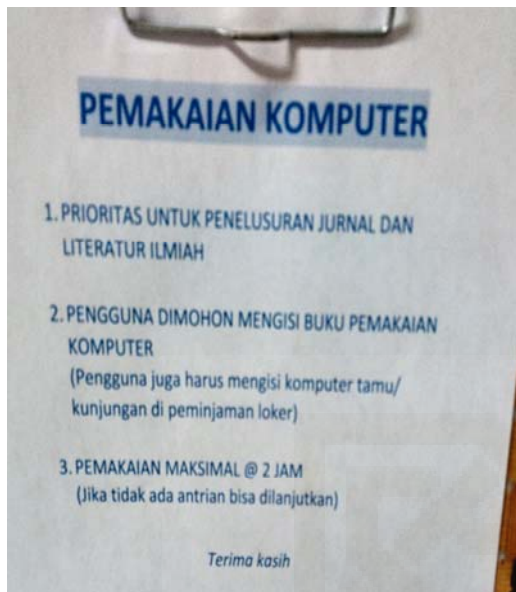 PEMAKAIAN KOMPUTER
1. PRIORITAS UNTUK PENELUSURAN JURNAL DAN
LITERATUR ILMIAH
2. PENGGUNA DIMOHON MENGISI BUKU PEMAKAIAN
KOMPUTER
(Pengguna juga harus mengisi komputer tamu/
kunjungan di peminjaman loker)
3. PEMAKAIAN MAKSIMAL @ 2 JAM
(Jika tidak ada antrian bisa dilanjutkan)
Terima kasih